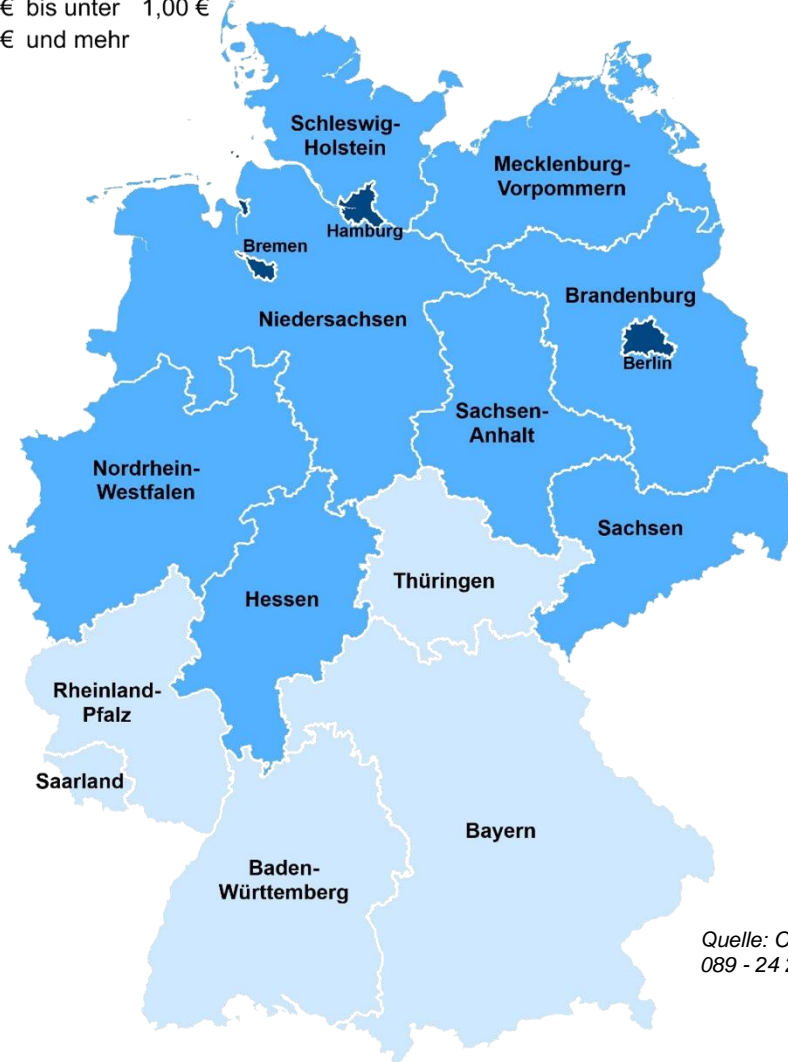 € bis unter 1,00 €
€ und mehr
Schleswig-
Holstein
Mecklenburg-
Vorpommern
Hamburg
Bremen
Brandenburg
Niedersachsen
Berlin
Sachsen-
Anhalt
Nordrhein-
Westfalen
Sachsen
Thüringen
Hessen
Rheinland-
Pfalz
Saarland
Bayern
Baden-
Württemberg
Quelle: C
089 - 24 2